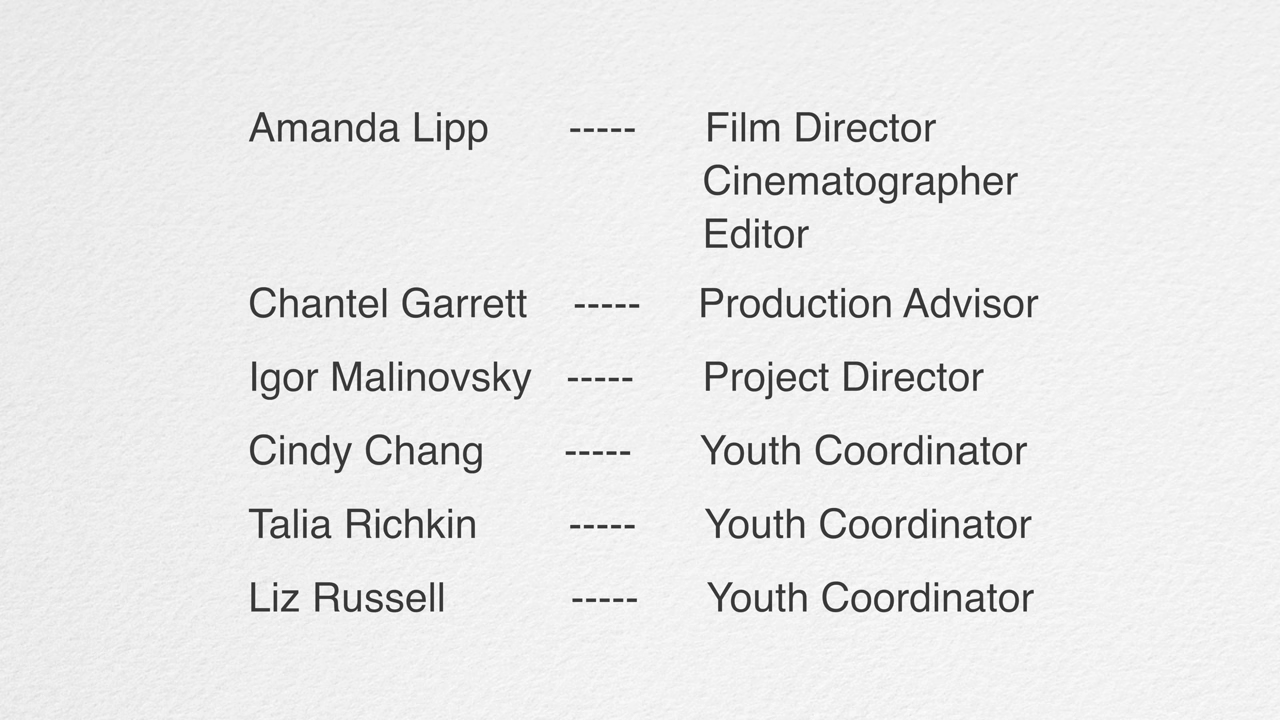 Amanda Lipp ----- Film Director
Cinematographer
Editor
Chantel Garrett ----- Production Advisor
Igor Malinovsky ----- Project Director
Cindy Chang ----- Youth Coordinator
Talia Richkin ----- Youth Coordinator
Liz Russell ----- Youth Coordinator